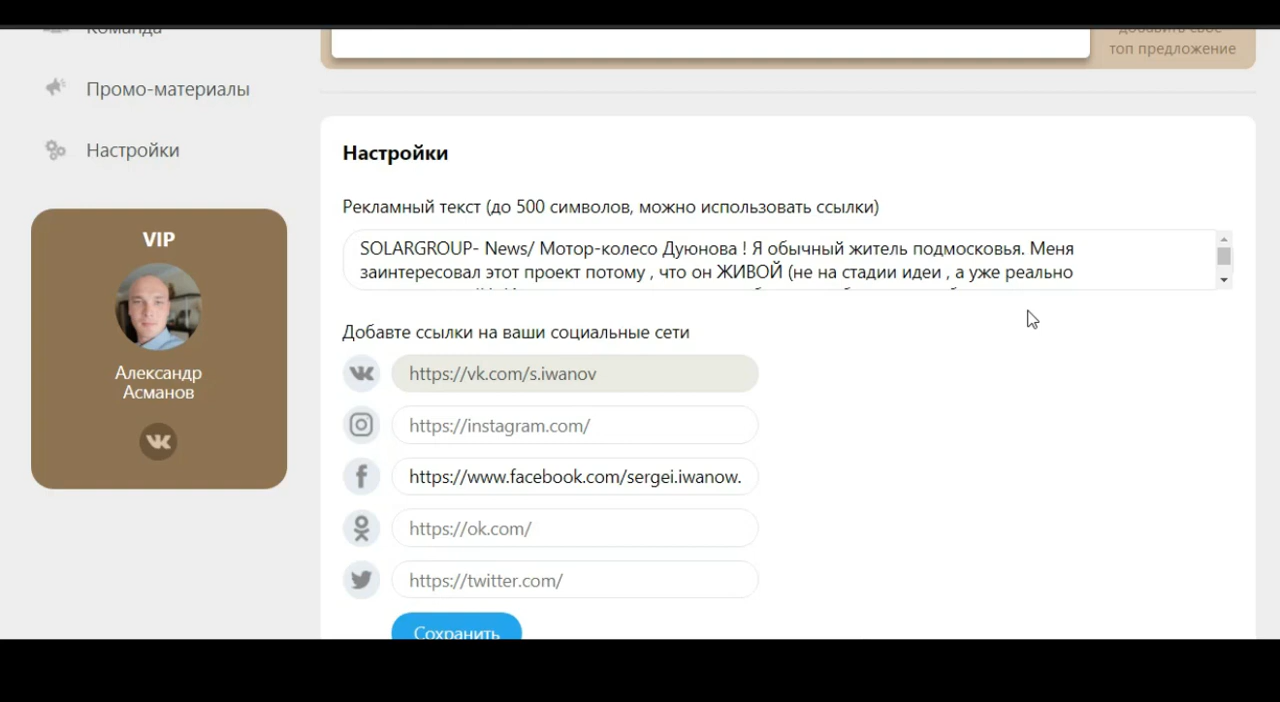 Команда
добавить свое
топ предложение
Промо-материалы
Настройки
VIP
Александр
Асманов
Настройки
Рекламный текст (до 500 символов, можно использовать ссылки)
SOLARGROUP- News/ Мотор-колесо Дуюнова ! Я обычный житель подмосковья. Меня
заинтересовал этот проект потому , что он ЖИВОЙ (не на стадии идеи , а уже реально
Добавте ссылки на ваши социальные сети
https://vk.com/s.iwanov
https://instagram.com/
https://www.facebook.com/sergei.iwanow.
https://ok.com/
https://twitter.com/
Сохранить